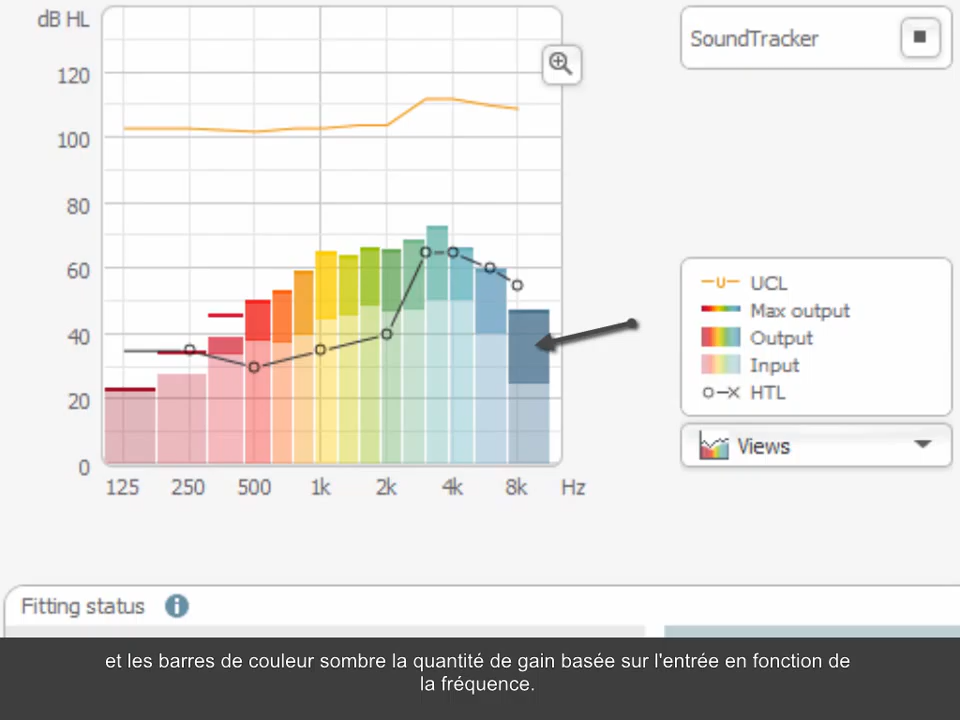 dB HL
120
100
80
60
40
20
0
125 250 500 1k 2k 4k 8k Hz
SoundTracker
UCL
Max output
Output
Input
HTL
Views
Fitting status
et les barres de couleur sombre la quantité de gain basée sur l'entrée en fonction de
la fréquence.